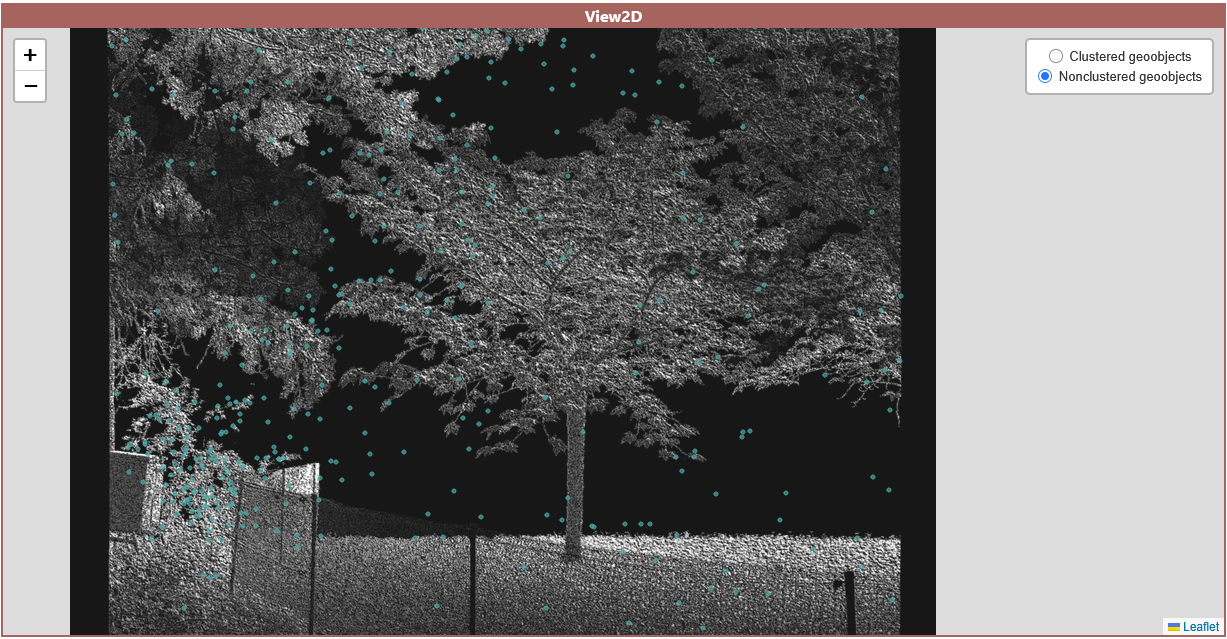 View2D
+
Clustered geoobjects
Nonclustered geoobjects
−
Leaflet